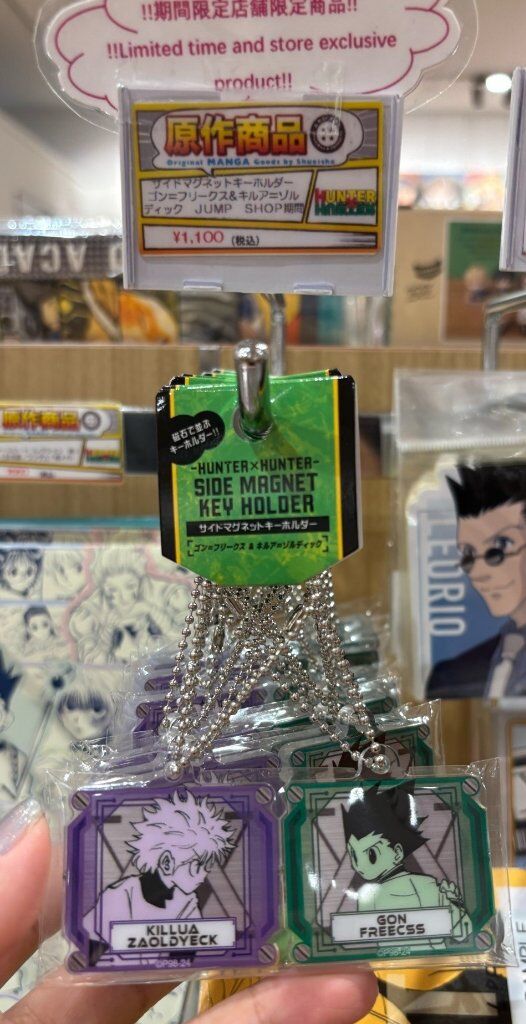 !!期間限定店舗限定商品!!
!!Limited time and store exclusive
product!!
原作商品
Original MANGA Goods by Shueisha
サイドマグネットキーホルダー
ゴン=フリークス&キルア=ゾル
ディック JUMP SHOP期間
HUNTER×HUNTER
¥1,100(税込)
ACAT
原作商品
磁石で並ぶ
キーホルダー!!
-HUNTER×HUNTER-
SIDE MAGNET
KEY HOLDER
サイドマグネットキーホルダー
ゴン=フリークス & キルア=ゾルディック
LEORIO
KILLUA
ZAOLDYECK
©P98-24
GON
FREECSS
©P98-24